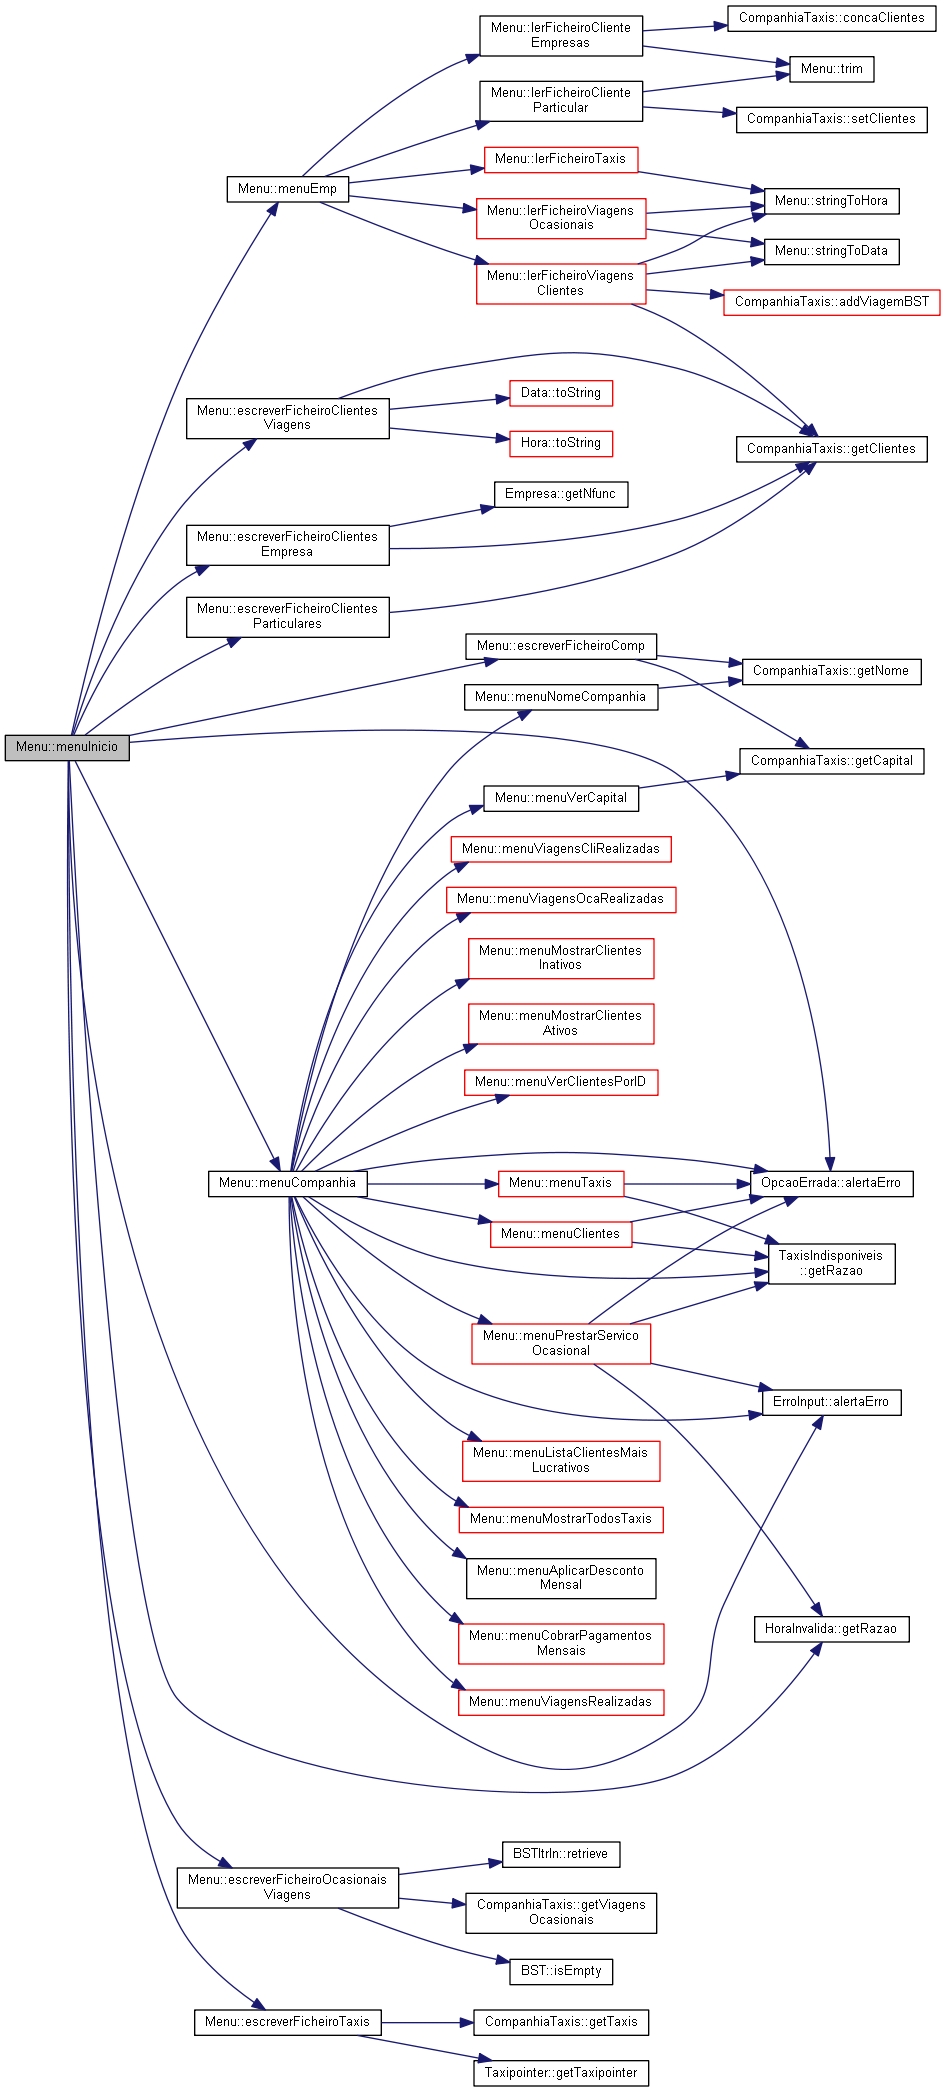 Menu::lerFicheiroCliente
Empresas
CompanhiaTaxis::concaClientes
Menu::trim
Menu::lerFicheiroCliente
Particular
CompanhiaTaxis::setClientes
Menu::lerFicheiroTaxis
Menu::menuEmp
Menu::stringToHora
Menu::lerFicheiroViagens
Ocasionais
Menu::stringToData
Menu::lerFicheiroViagens
Clientes
CompanhiaTaxis::addViagemBST
Data::toString
Menu::escreverFicheiroClientes
Viagens
Hora::toString
CompanhiaTaxis::getClientes
Empresa::getNfunc
Menu::escreverFicheiroClientes
Empresa
Menu::escreverFicheiroClientes
Particulares
Menu::escreverFicheiroComp
CompanhiaTaxis::getNome
Menu::menuNomeCompanhia
Menu::menuInicio
CompanhiaTaxis::getCapital
Menu::menuVerCapital
Menu::menuViagensCliRealizadas
Menu::menuViagensOcaRealizadas
Menu::menuMostrarClientes
Inativos
Menu::menuMostrarClientes
Ativos
Menu::menuVerClientesPorID
Menu::menuCompanhia
Menu::menuTaxis
OpcaoErrada::alertaErro
Menu::menuClientes
TaxisIndisponiveis
::getRazao
Menu::menuPrestarServico
Ocasional
ErroInput::alertaErro
Menu::menuListaClientesMais
Lucrativos
Menu::menuMostrarTodosTaxis
Menu::menuAplicarDesconto
Mensal
HoraInvalida::getRazao
Menu::menuCobrarPagamentos
Mensais
Menu::menuViagensRealizadas
BSTItrIn::retrieve
Menu::escreverFicheiroOcasionais
Viagens
CompanhiaTaxis::getViagens
Ocasionais
BST::isEmpty
Menu::escreverFicheiroTaxis
CompanhiaTaxis::getTaxis
Taxipointer::getTaxipointer